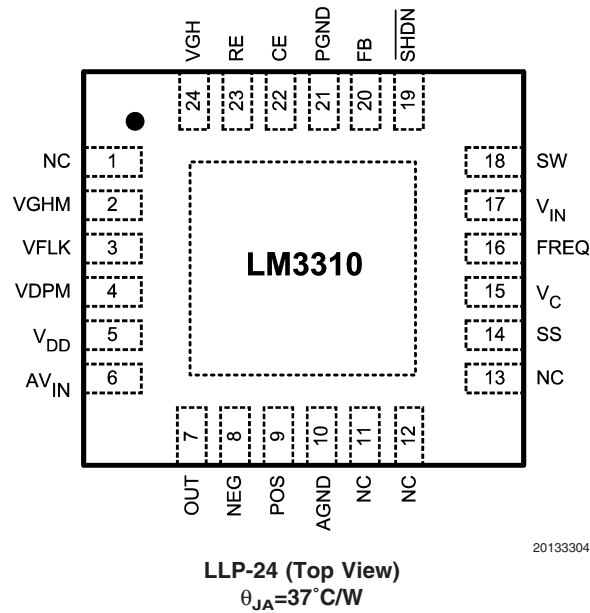 VGH RE CE PGND FB SHDN
24 23 22 21 20 19
NC 1 18 SW
VGHM 2 17 VIN
VFLK 3 16 FREQ
LM3310
VDPM 4 15 VC
VDD 5 14 SS
AVIN 6 13 NC
7 8 9 10 11 12
OUT NEG POS AGND NC NC
20133304
LLP-24 (Top View)
θJA=37˚C/W